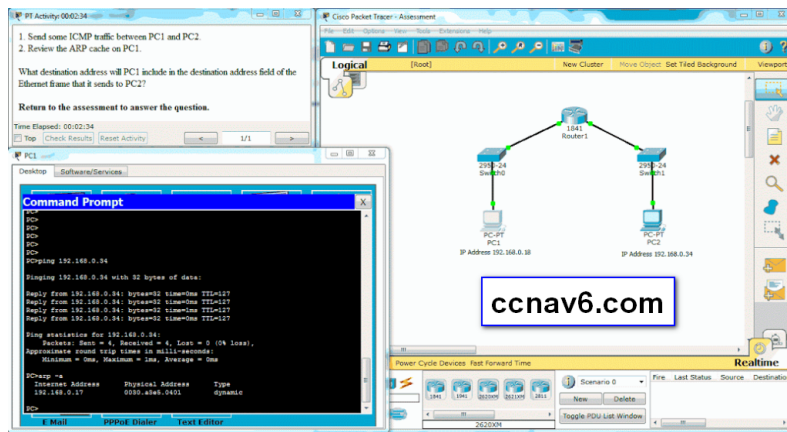 PT Activity: 00:02:34
1. Send some ICMP traffic between PC1 and PC2.
2. Review the ARP cache on PC1.
What destination address will PC1 include in the destination address field of the
Ethernet frame that it sends to PC2?
Return to the assessment to answer the question.
Time Elapsed: 00:02:34
Top
Check Results
Reset Activity
<
1/1
>
PC1
Desktop
Software/Services
Command Prompt
X
PC>
PC>
PC>
PC>
PC>
PC>ping 192.168.0.34
Pinging 192.168.0.34 with 32 bytes of data:
Reply from 192.168.0.34: bytes=32 time=0ms TTL=127
Reply from 192.168.0.34: bytes=32 time=0ms TTL=127
Reply from 192.168.0.34: bytes=32 time=1ms TTL=127
Reply from 192.168.0.34: bytes=32 time=0ms TTL=127
Ping statistics for 192.168.0.34:
Packets: Sent = 4, Received = 4, Lost = 0 (0% loss),
Approximate round trip times in milli-seconds:
Minimum = 0ms, Maximum = 1ms, Average = 0ms
PC>arp -a
Internet Address Physical Address Type
192.168.0.17 0090.a8e5.0401 dynamic
PC>
E Mail
PPPoE Dialer
Text Editor
Cisco Packet Tracer - Assessment
File Edit Options View Tools Extensions Help
Logical
[Root]
New Cluster
Move Object
Set Tiled Background
Viewport
1841
Router1
2950-24
Switch0
2950-24
Switch1
PC-PT
PC1
PC-PT
PC2
IP Address 192.168.0.18
IP Address 192.168.0.34
ccnav6.com
Power Cycle Devices Fast Forward Time
Realtime
1841
1941
2620XM
2621XM
2811
2620XM
Scenario 0
New
Delete
Toggle PDU List Window
Fire Last Status Source Destination